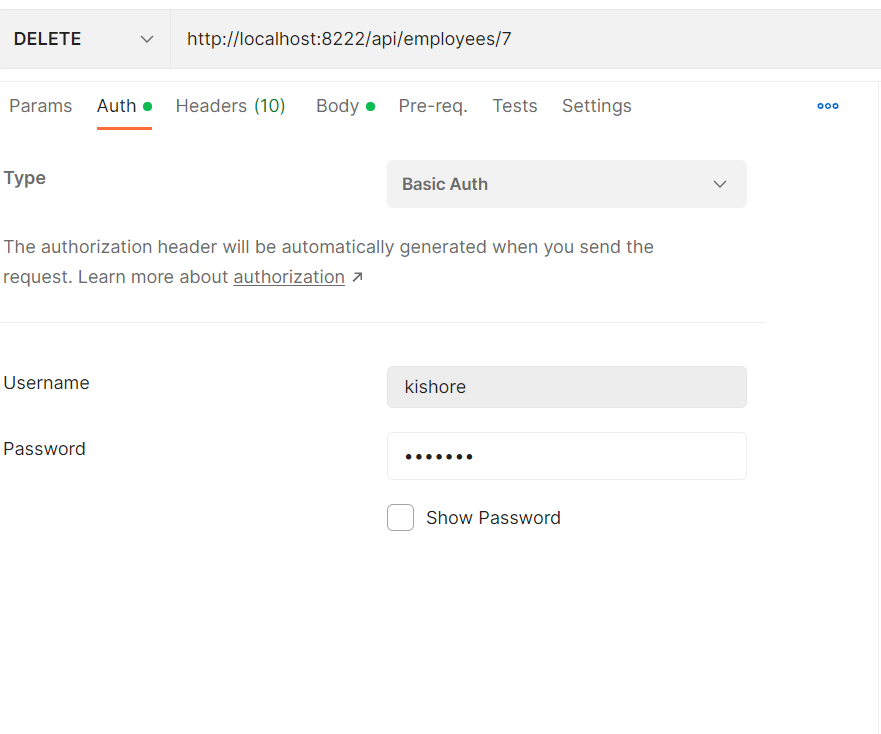 DELETE http://localhost:8222/api/employees/7
Params Auth Headers (10) Body Pre-req. Tests Settings
Type Basic Auth
The authorization header will be automatically generated when you send the
request. Learn more about authorization ↗
Username kishore
Password •••••••
Show Password